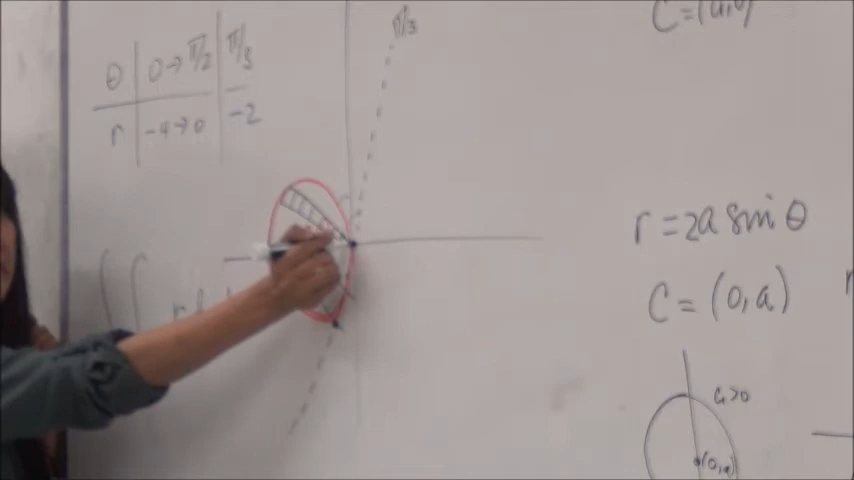 θ 0→π/2 π/3
r -4→0 -2
π/3
r = 2a sin θ
C = (0,a)
a>0
(0,a)